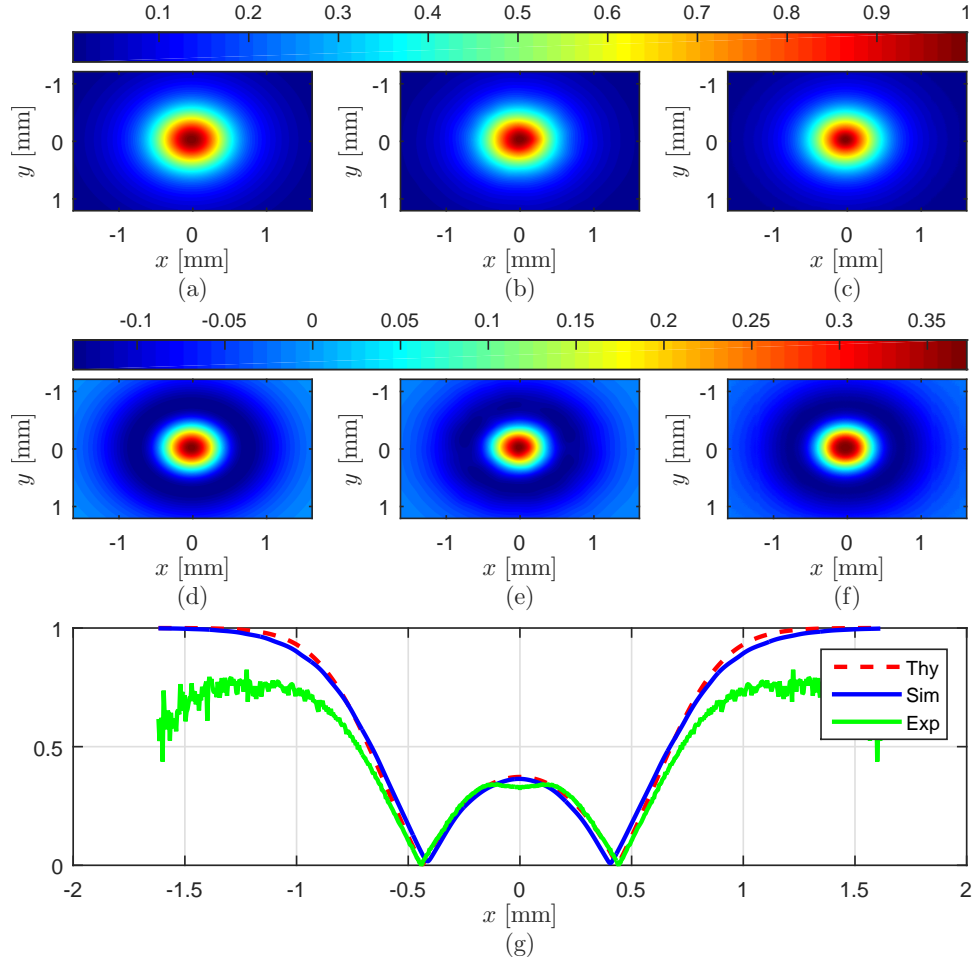 0.1 0.2 0.3 0.4 0.5 0.6 0.7 0.8 0.9 1
-1 -1 -1
0 0 0
1 1 1
y [mm] y [mm] y [mm]
-1 0 1 -1 0 1 -1 0 1
x [mm] x [mm] x [mm]
(a) (b) (c)
-0.1 -0.05 0 0.05 0.1 0.15 0.2 0.25 0.3 0.35
-1 -1 -1
0 0 0
1 1 1
y [mm] y [mm] y [mm]
-1 0 1 -1 0 1 -1 0 1
x [mm] x [mm] x [mm]
(d) (e) (f)
1
Thy
Sim
0.5
Exp
0
-2 -1.5 -1 -0.5 0 0.5 1 1.5 2
x [mm]
(g)